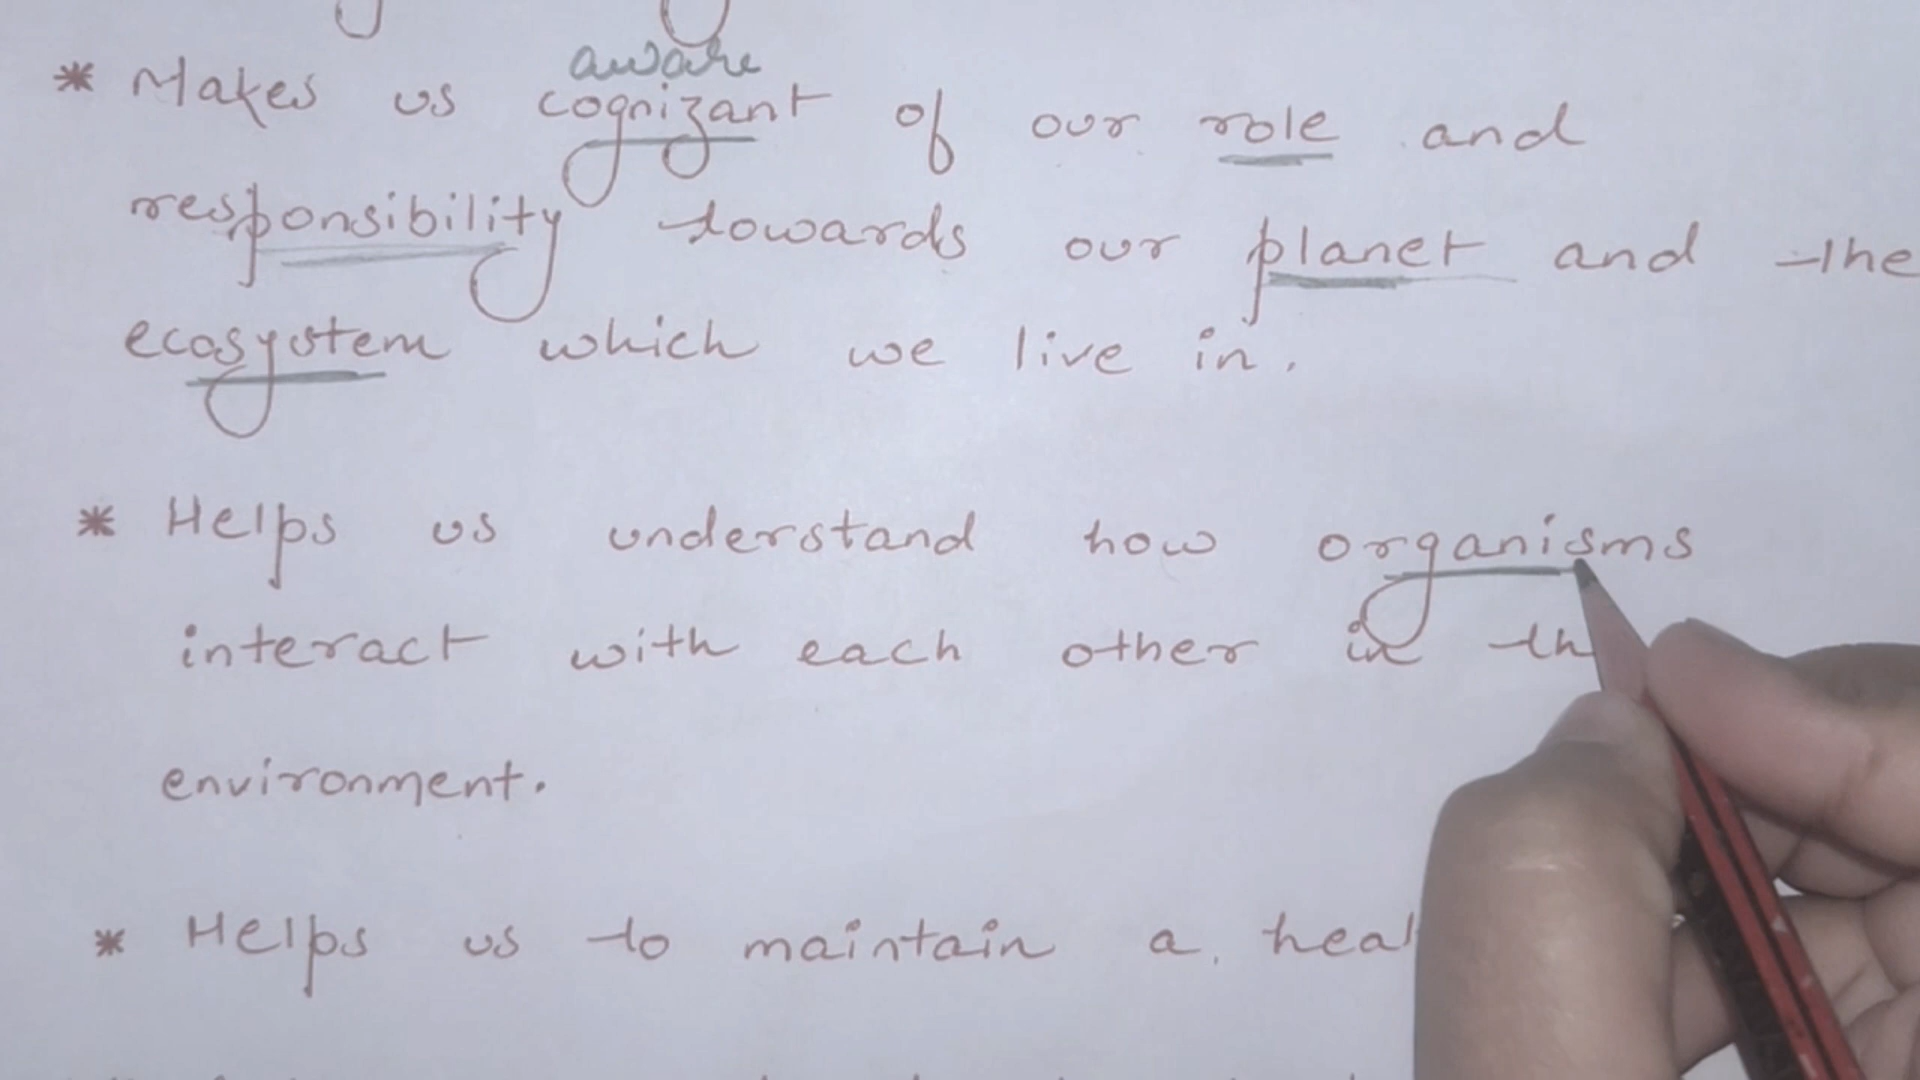 aware
* Makes us cognizant of our role and
responsibility towards our planet and the
ecosystem which we live in.
* Helps us understand how organisms
interact with each other in th
environment.
* Helps us to maintain a heal